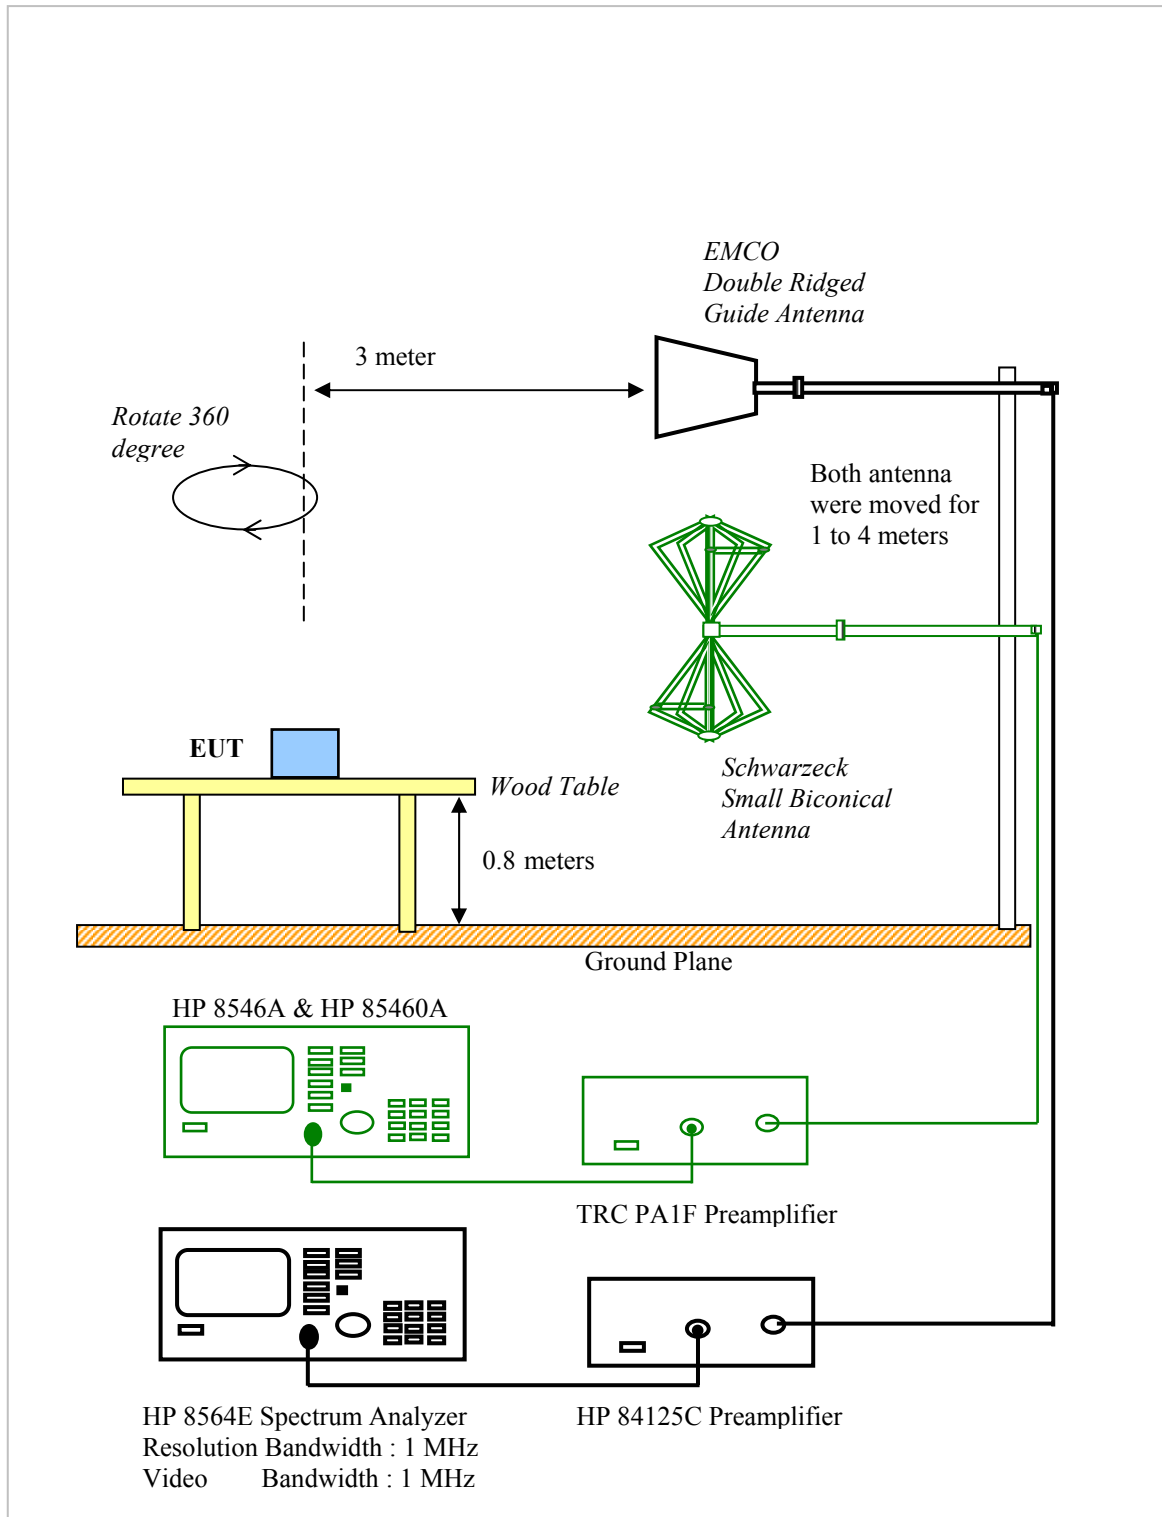 EMCO
Double Ridged
Guide Antenna
3 meter
Rotate 360
degree
Both antenna
were moved for
1 to 4 meters
EUT
Wood Table
Schwarzeck
Small Biconical
Antenna
0.8 meters
Ground Plane
HP 8546A & HP 85460A
TRC PA1F Preamplifier
HP 8564E Spectrum Analyzer
Resolution Bandwidth : 1 MHz
Video Bandwidth : 1 MHz
HP 84125C Preamplifier